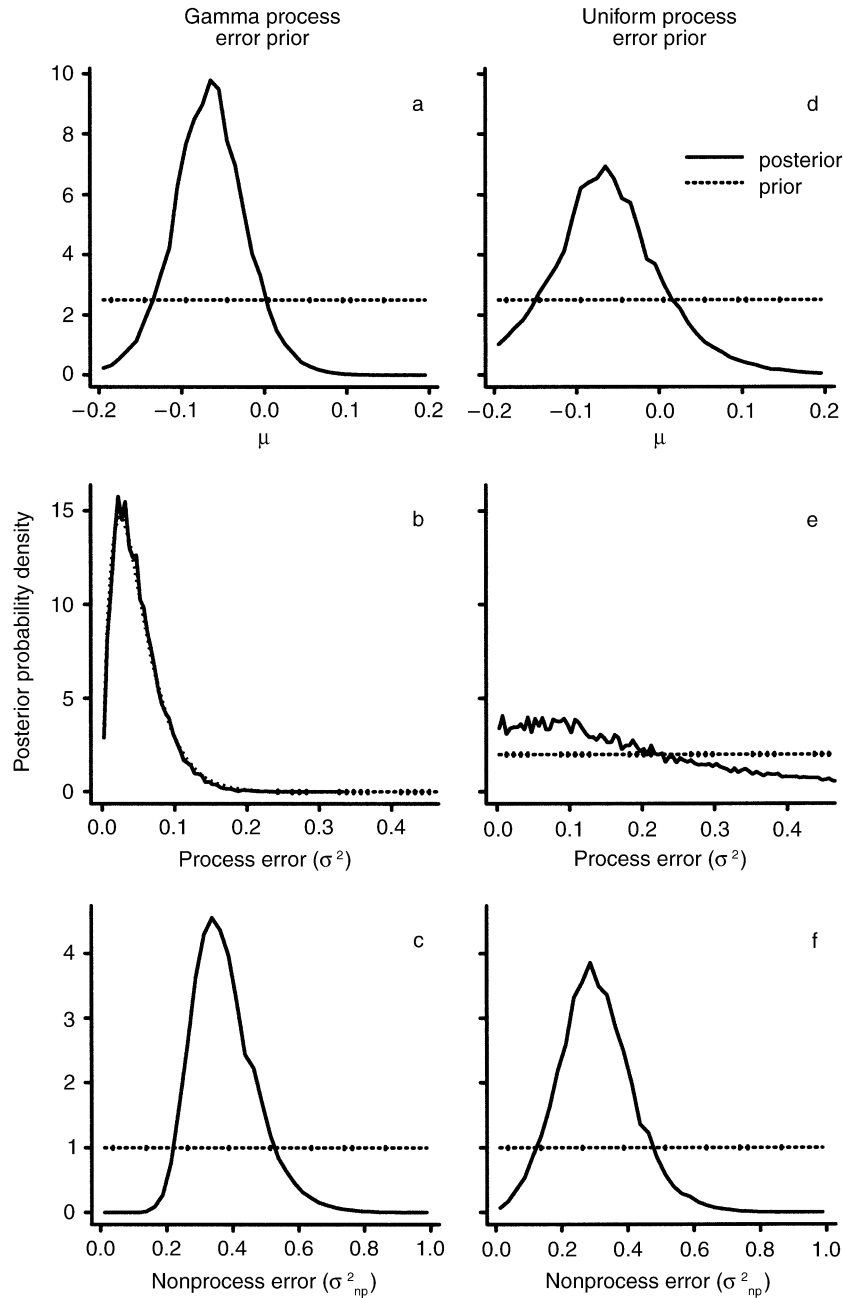 Gamma process
error prior
Uniform process
error prior
10
8
6
4
2
0
a
−0.2 −0.1 0.0 0.1 0.2
μ
d
posterior
prior
−0.2 −0.1 0.0 0.1 0.2
μ
Posterior probability density
15
10
5
0
b
0.0 0.1 0.2 0.3 0.4
Process error (σ²)
e
0.0 0.1 0.2 0.3 0.4
Process error (σ²)
4
3
2
1
0
c
0.0 0.2 0.4 0.6 0.8 1.0
Nonprocess error (σ²np)
f
0.0 0.2 0.4 0.6 0.8 1.0
Nonprocess error (σ²np)